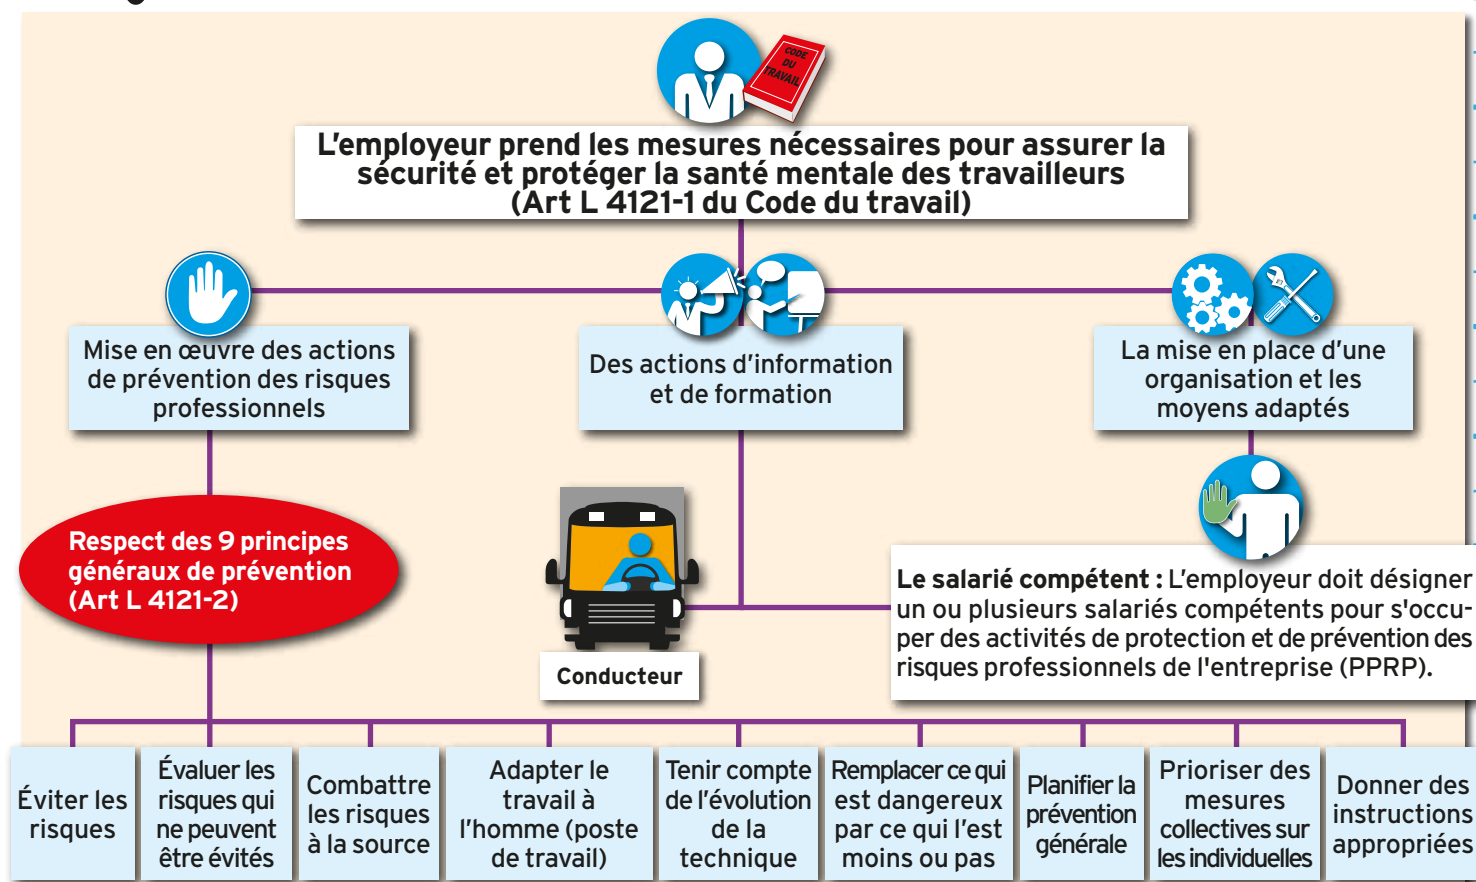 CODE
DU
TRAVAIL
L’employeur prend les mesures nécessaires pour assurer la
sécurité et protéger la santé mentale des travailleurs
(Art L 4121-1 du Code du travail)
Mise en œuvre des actions
de prévention des risques
professionnels
Des actions d’information
et de formation
La mise en place d’une
organisation et les
moyens adaptés
Respect des 9 principes
généraux de prévention
(Art L 4121-2)
Conducteur
Le salarié compétent : L’employeur doit désigner
un ou plusieurs salariés compétents pour s'occu-
per des activités de protection et de prévention des
risques professionnels de l'entreprise (PPRP).
Éviter les
risques
Évaluer les
risques qui
ne peuvent
être évités
Combattre
les risques
à la source
Adapter le
travail à
l’homme (poste
de travail)
Tenir compte
de l’évolution
de la
technique
Remplacer ce qui
est dangereux
par ce qui l’est
moins ou pas
Planifier la
prévention
générale
Prioriser des
mesures
collectives sur
les individuelles
Donner des
instructions
appropriées